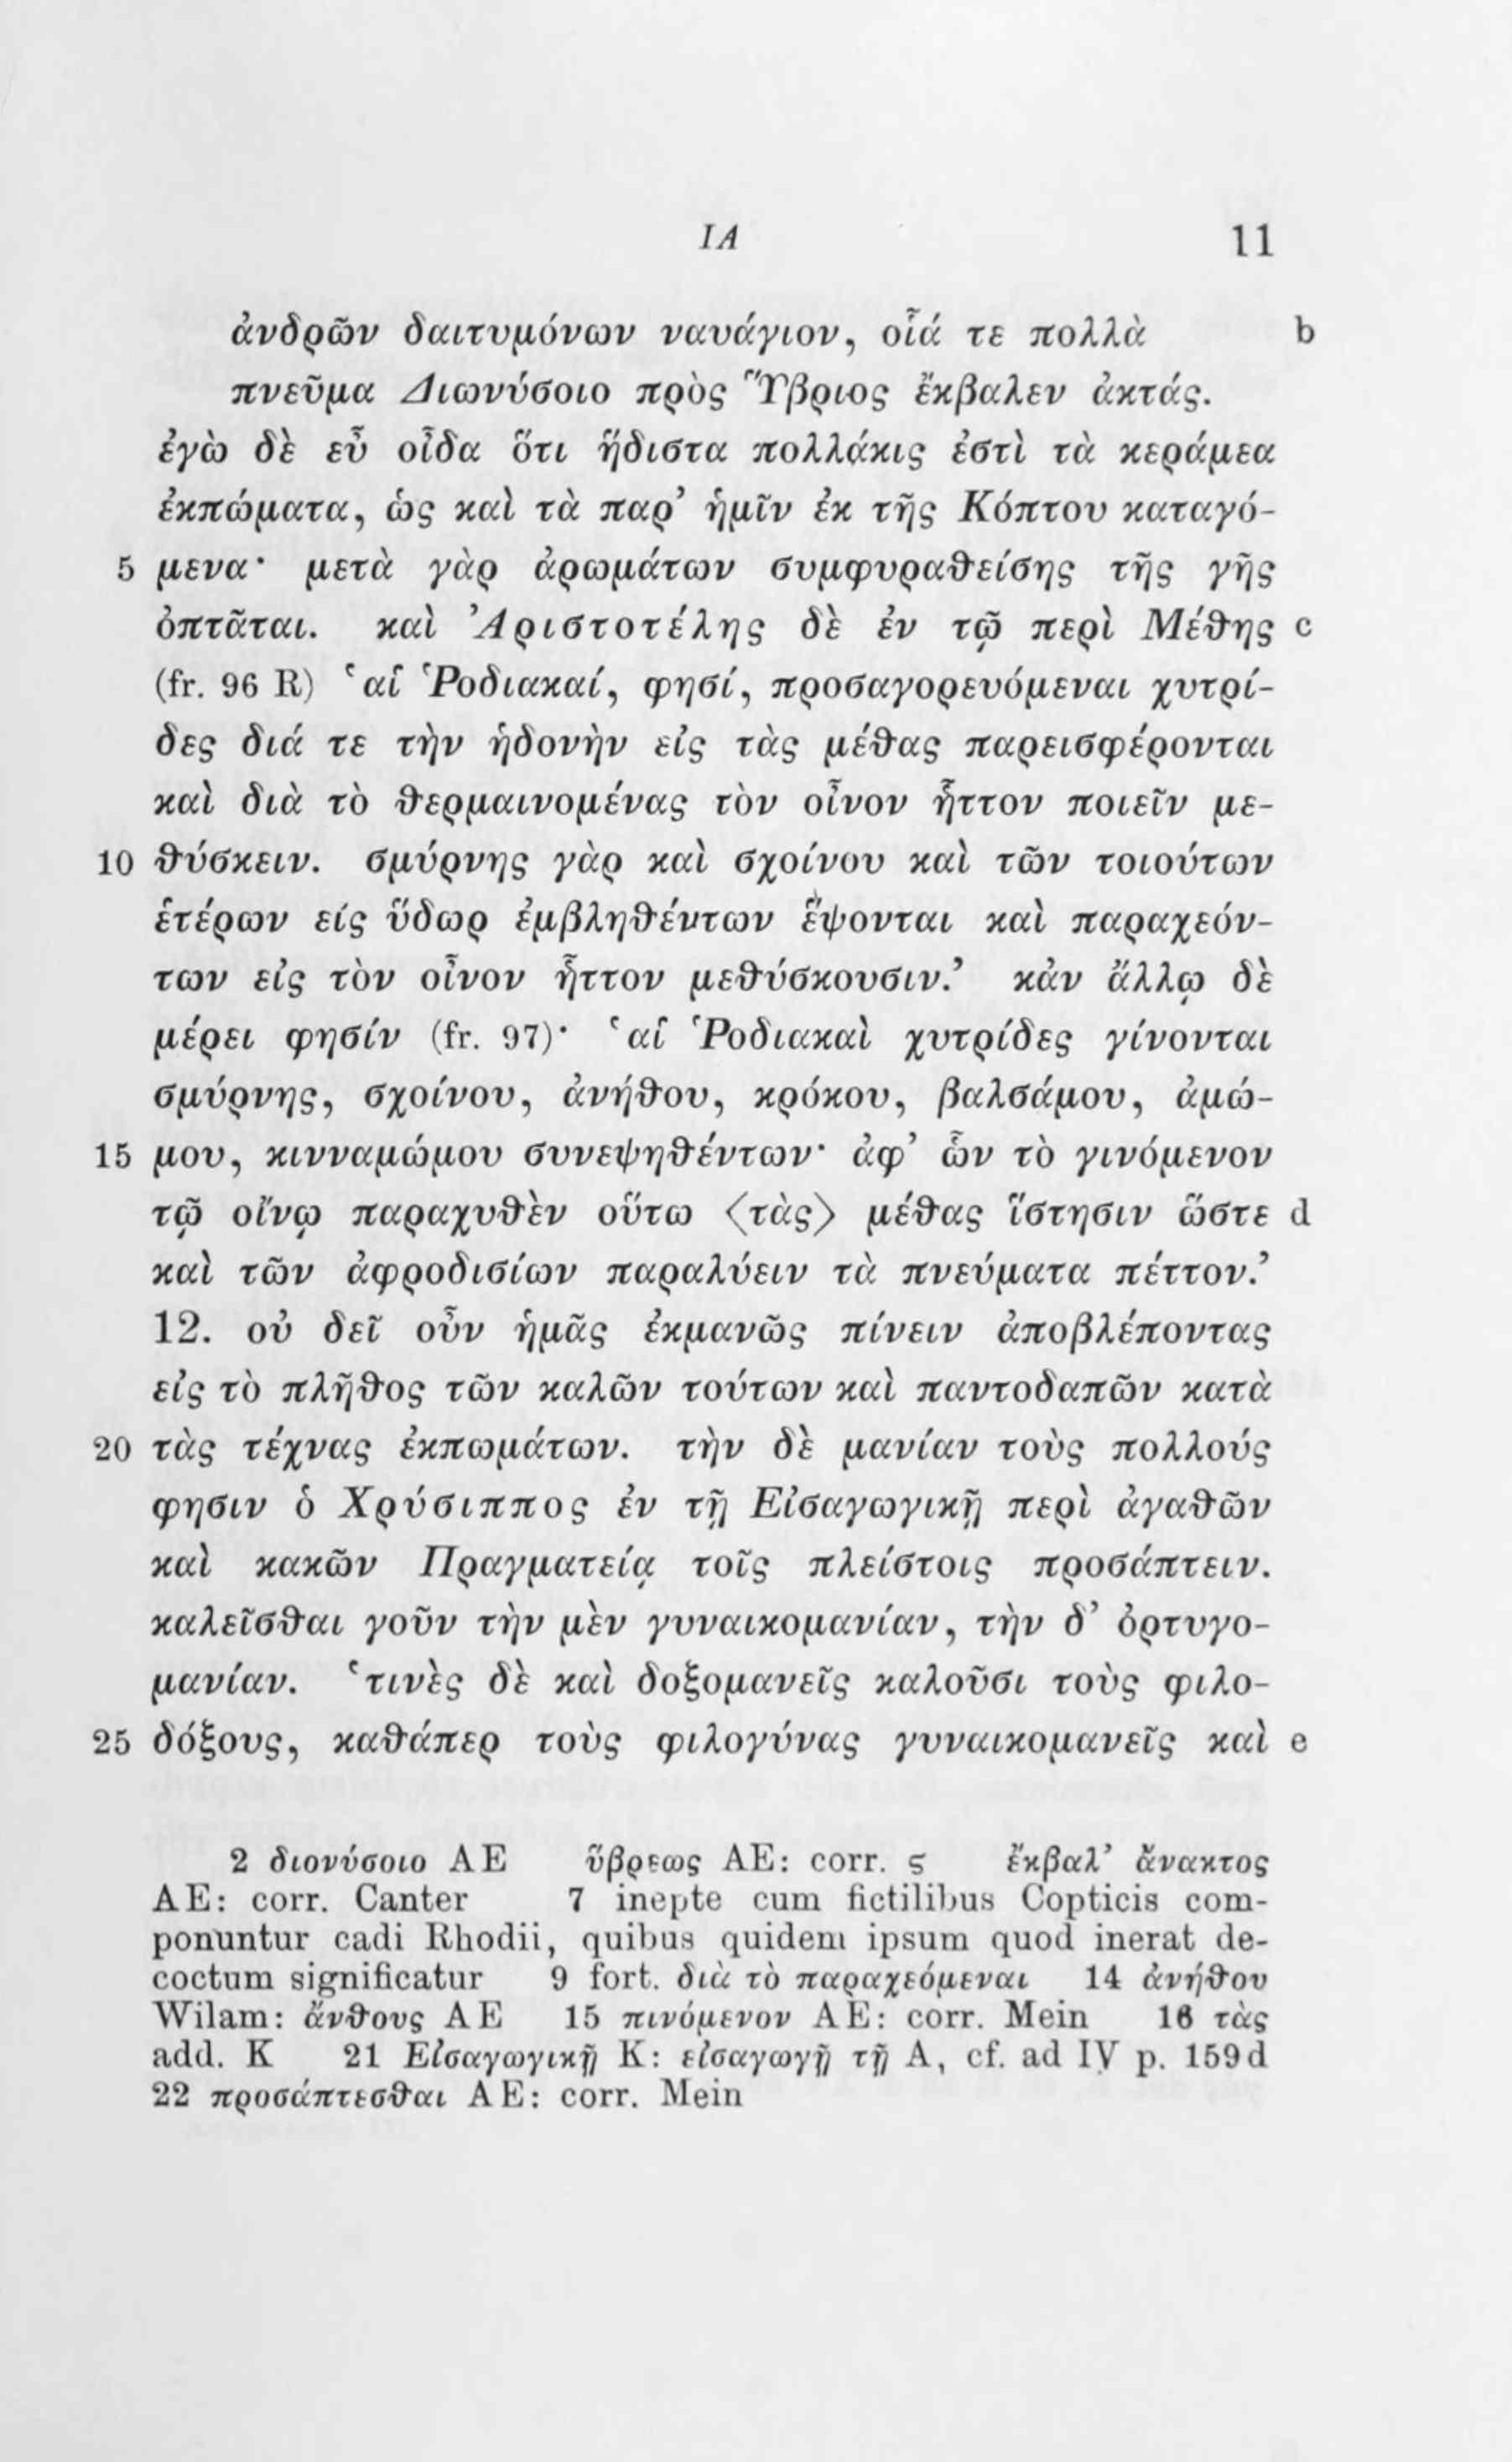 ΙΑ 11
ἀνδρῶν δαιτυμόνων ναυάγιον, οἷά τε πολλὰ b
πνεῦμα Διωνύσοιο πρὸς Ὕβριος ἔκβαλεν ἀκτάς.
ἐγὼ δὲ εὖ οἶδα ὅτι ἥδιστα πολλάκις ἐστὶ τὰ κεράμεα
ἐκπώματα, ὡς καὶ τὰ παρ’ ἡμῖν ἐκ τῆς Κόπτου καταγό-
5 μενα· μετὰ γὰρ ἀρωμάτων συμφυραθείσης τῆς γῆς
ὀπτᾶται. καὶ Ἀριστοτέλης δὲ ἐν τῷ περὶ Μέθης c
(fr. 96 R) ‘αἱ Ῥοδιακαί, φησί, προσαγορευόμεναι χυτρί-
δες διά τε τὴν ἡδονὴν εἰς τὰς μέθας παρεισφέρονται
καὶ διὰ τὸ θερμαινομένας τὸν οἶνον ἧττον ποιεῖν με-
10 θύσκειν. σμύρνης γὰρ καὶ σχοίνου καὶ τῶν τοιούτων
ἑτέρων εἰς ὕδωρ ἐμβληθέντων ἕψονται καὶ παραχεόν-
των εἰς τὸν οἶνον ἧττον μεθύσκουσιν.’ κἀν ἄλλῳ δὲ
μέρει φησίν (fr. 97)· ‘αἱ Ῥοδιακαὶ χυτρίδες γίνονται
σμύρνης, σχοίνου, ἀνήθου, κρόκου, βαλσάμου, ἀμώ-
15 μου, κινναμώμου συνεψηθέντων· ἀφ’ ὧν τὸ γινόμενον
τῷ οἴνῳ παραχυθὲν οὕτω ⟨τὰς⟩ μέθας ἵστησιν ὥστε d
καὶ τῶν ἀφροδισίων παραλύειν τὰ πνεύματα πέττον.’
12. οὐ δεῖ οὖν ἡμᾶς ἐκμανῶς πίνειν ἀποβλέποντας
εἰς τὸ πλῆθος τῶν καλῶν τούτων καὶ παντοδαπῶν κατὰ
20 τὰς τέχνας ἐκπωμάτων. τὴν δὲ μανίαν τοὺς πολλούς
φησιν ὁ Χρύσιππος ἐν τῇ Εἰσαγωγικῇ περὶ ἀγαθῶν
καὶ κακῶν Πραγματείᾳ τοῖς πλείστοις προσάπτειν.
καλεῖσθαι γοῦν τὴν μὲν γυναικομανίαν, τὴν δ’ ὀρτυγο-
μανίαν. ‘τινὲς δὲ καὶ δοξομανεῖς καλοῦσι τοὺς φιλο-
25 δόξους, καθάπερ τοὺς φιλογύνας γυναικομανεῖς καὶ e
2 διονύσοιο AE ὕβρεως AE: corr. ς ἔκβαλ’ ἄνακτος
AE: corr. Canter 7 inepte cum fictilibus Copticis com-
ponuntur cadi Rhodii, quibus quidem ipsum quod inerat de-
coctum significatur 9 fort. διὰ τὸ παραχεόμεναι 14 ἀνήθου
Wilam: ἄνθους AE 15 πινόμενον AE: corr. Mein 16 τὰς
add. K 21 Εἰσαγωγικῇ K: εἰσαγωγῇ τῇ A, cf. ad IV p. 159d
22 προσάπτεσθαι AE: corr. Mein